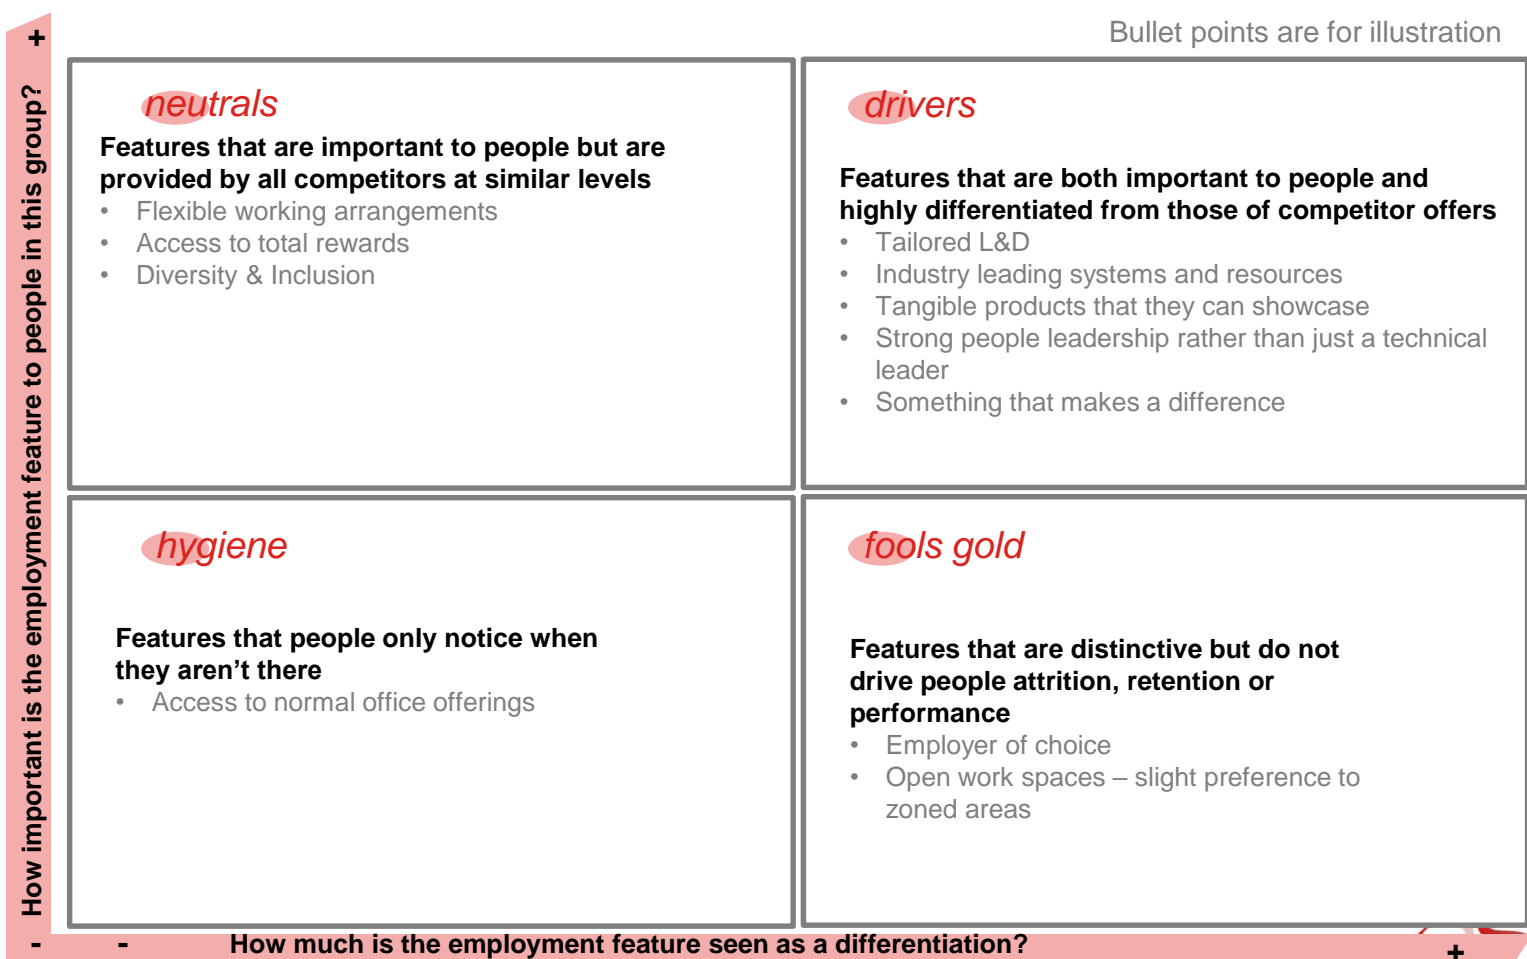 Bullet points are for illustration
+
How important is the employment feature to people in this group?
-
neutrals
Features that are important to people but are
provided by all competitors at similar levels
• Flexible working arrangements
• Access to total rewards
• Diversity & Inclusion
drivers
Features that are both important to people and
highly differentiated from those of competitor offers
• Tailored L&D
• Industry leading systems and resources
• Tangible products that they can showcase
• Strong people leadership rather than just a technical
leader
• Something that makes a difference
hygiene
Features that people only notice when
they aren’t there
• Access to normal office offerings
fools gold
Features that are distinctive but do not
drive people attrition, retention or
performance
• Employer of choice
• Open work spaces – slight preference to
zoned areas
- How much is the employment feature seen as a differentiation? +